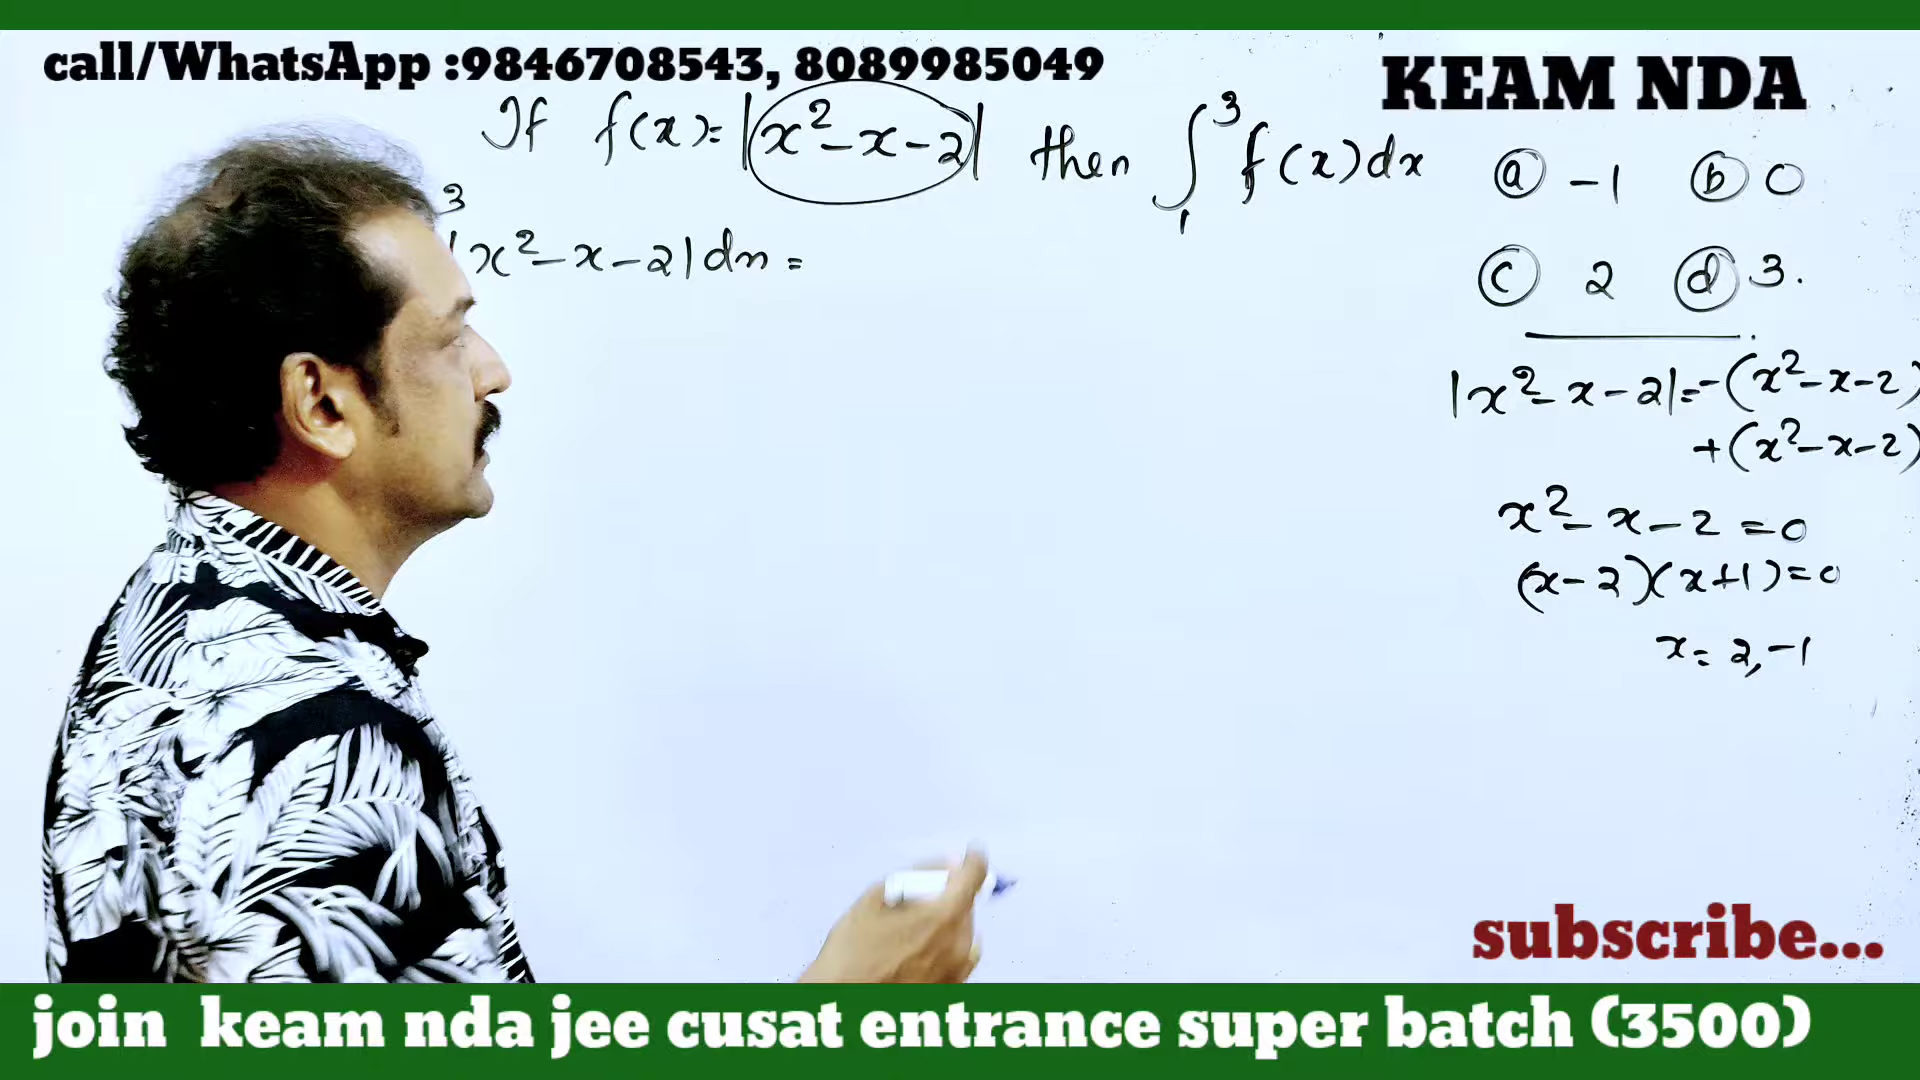 call/WhatsApp :9846708543, 8089985049
KEAM NDA
If f(x)= |x²-x-2| then ∫₁³ f(x)dx
ⓐ -1 ⓑ 0
ⓒ 2 ⓓ 3.
3
|x²-x-2|dx =
|x²-x-2|=-(x²-x-2)
+(x²-x-2)
x²-x-2=0
(x-2)(x+1)=0
x= 2,-1
subscribe...
join keam nda jee cusat entrance super batch (3500)